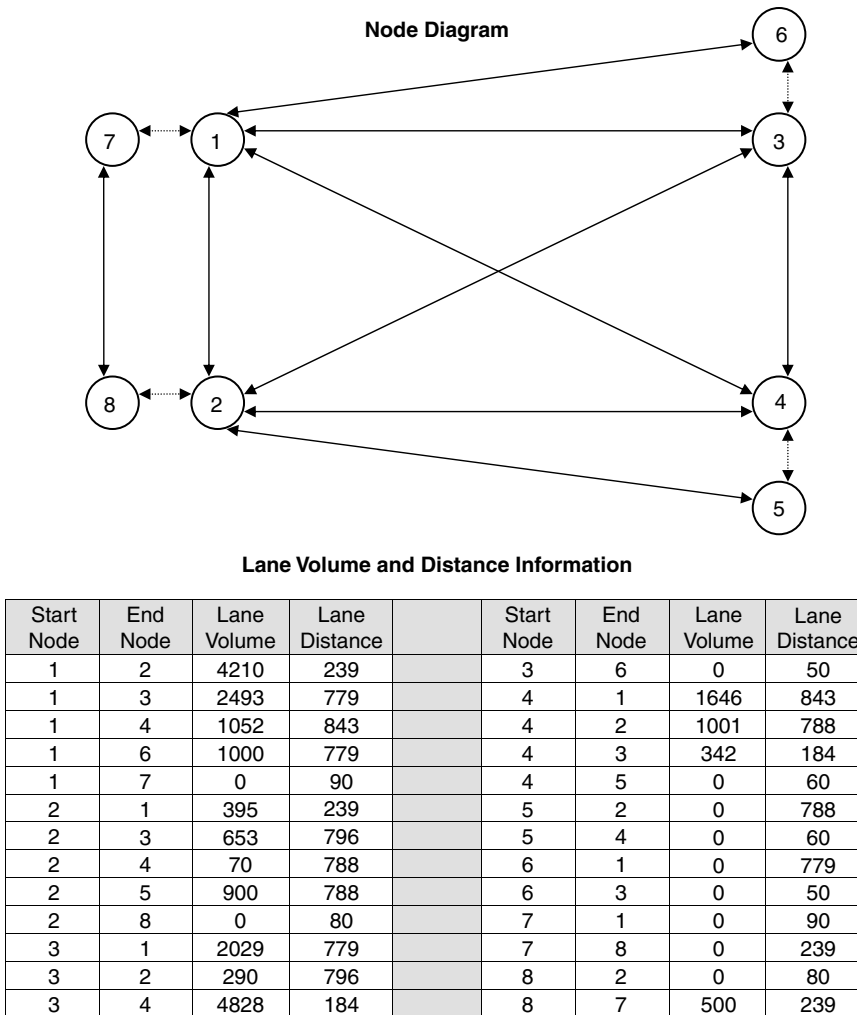 Node Diagram
6
7
1
3
8
2
4
5
Lane Volume and Distance Information
Start Node End Node Lane Volume Lane Distance Start Node End Node Lane Volume Lane Distance
1 2 4210 239 3 6 0 50
1 3 2493 779 4 1 1646 843
1 4 1052 843 4 2 1001 788
1 6 1000 779 4 3 342 184
1 7 0 90 4 5 0 60
2 1 395 239 5 2 0 788
2 3 653 796 5 4 0 60
2 4 70 788 6 1 0 779
2 5 900 788 6 3 0 50
2 8 0 80 7 1 0 90
3 1 2029 779 7 8 0 239
3 2 290 796 8 2 0 80
3 4 4828 184 8 7 500 239